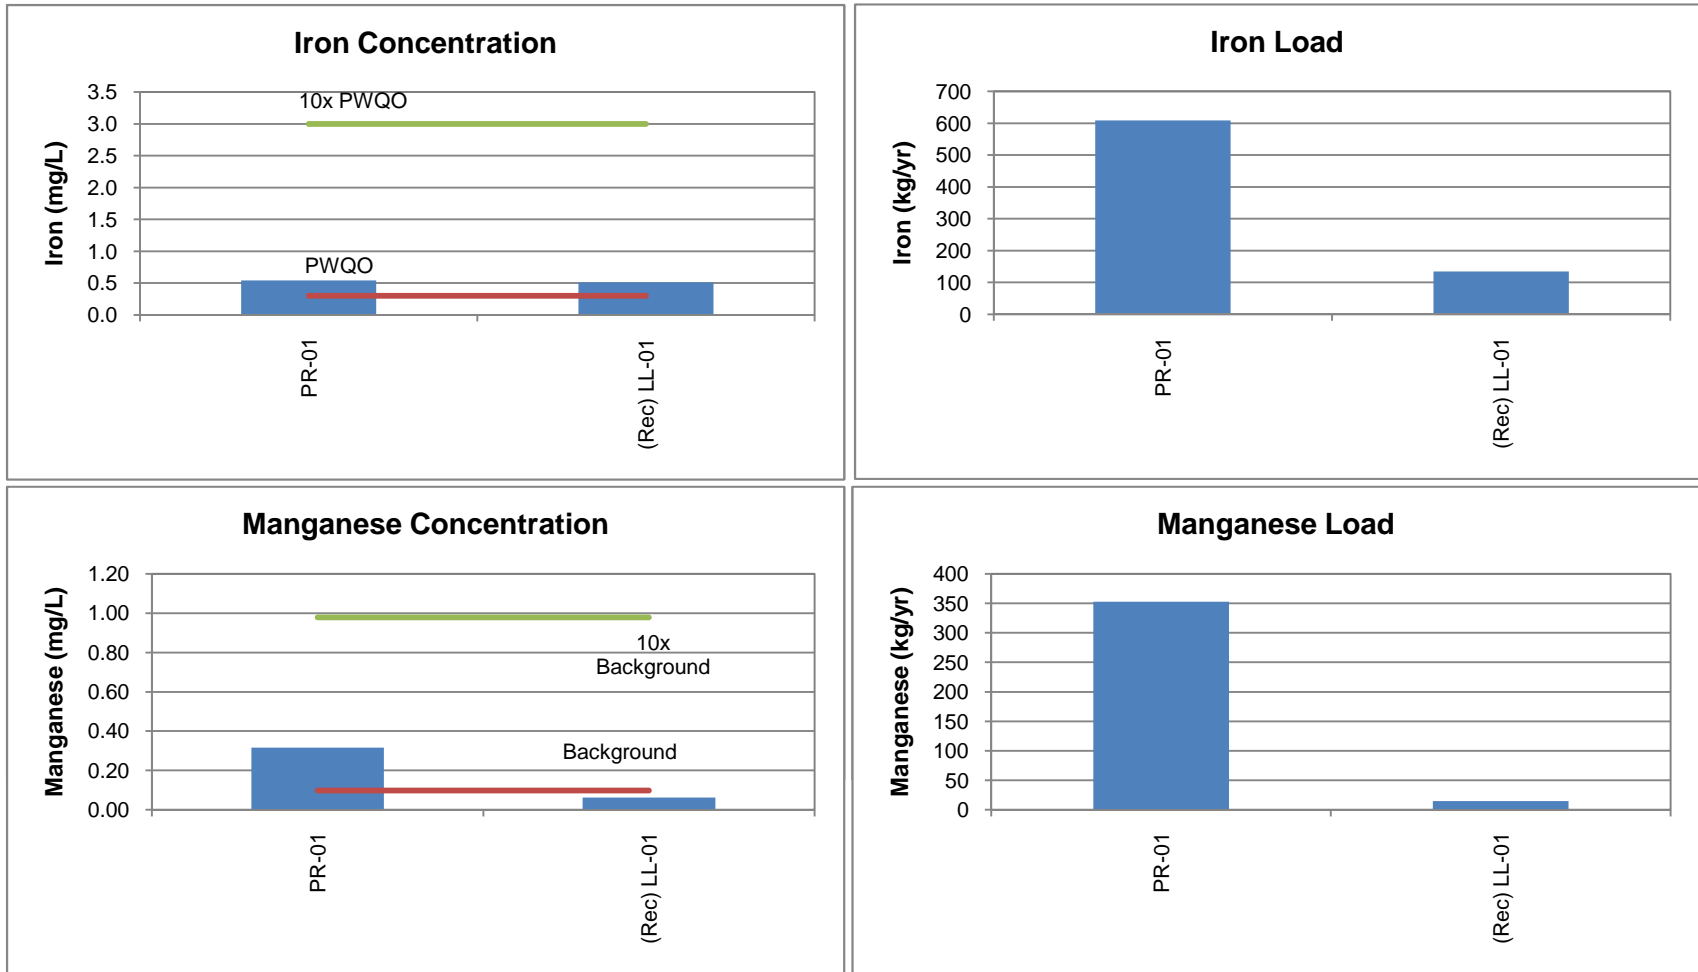 Iron Concentration
3.5
3.0
2.5
2.0
1.5
1.0
0.5
0.0
Iron (mg/L)
10x PWQO
PWQO
PR-01
(Rec) LL-01
Iron Load
700
600
500
400
300
200
100
0
Iron (kg/yr)
PR-01
(Rec) LL-01
Manganese Concentration
1.20
1.00
0.80
0.60
0.40
0.20
0.00
Manganese (mg/L)
10x
Background
Background
PR-01
(Rec) LL-01
Manganese Load
400
350
300
250
200
150
100
50
0
Manganese (kg/yr)
PR-01
(Rec) LL-01